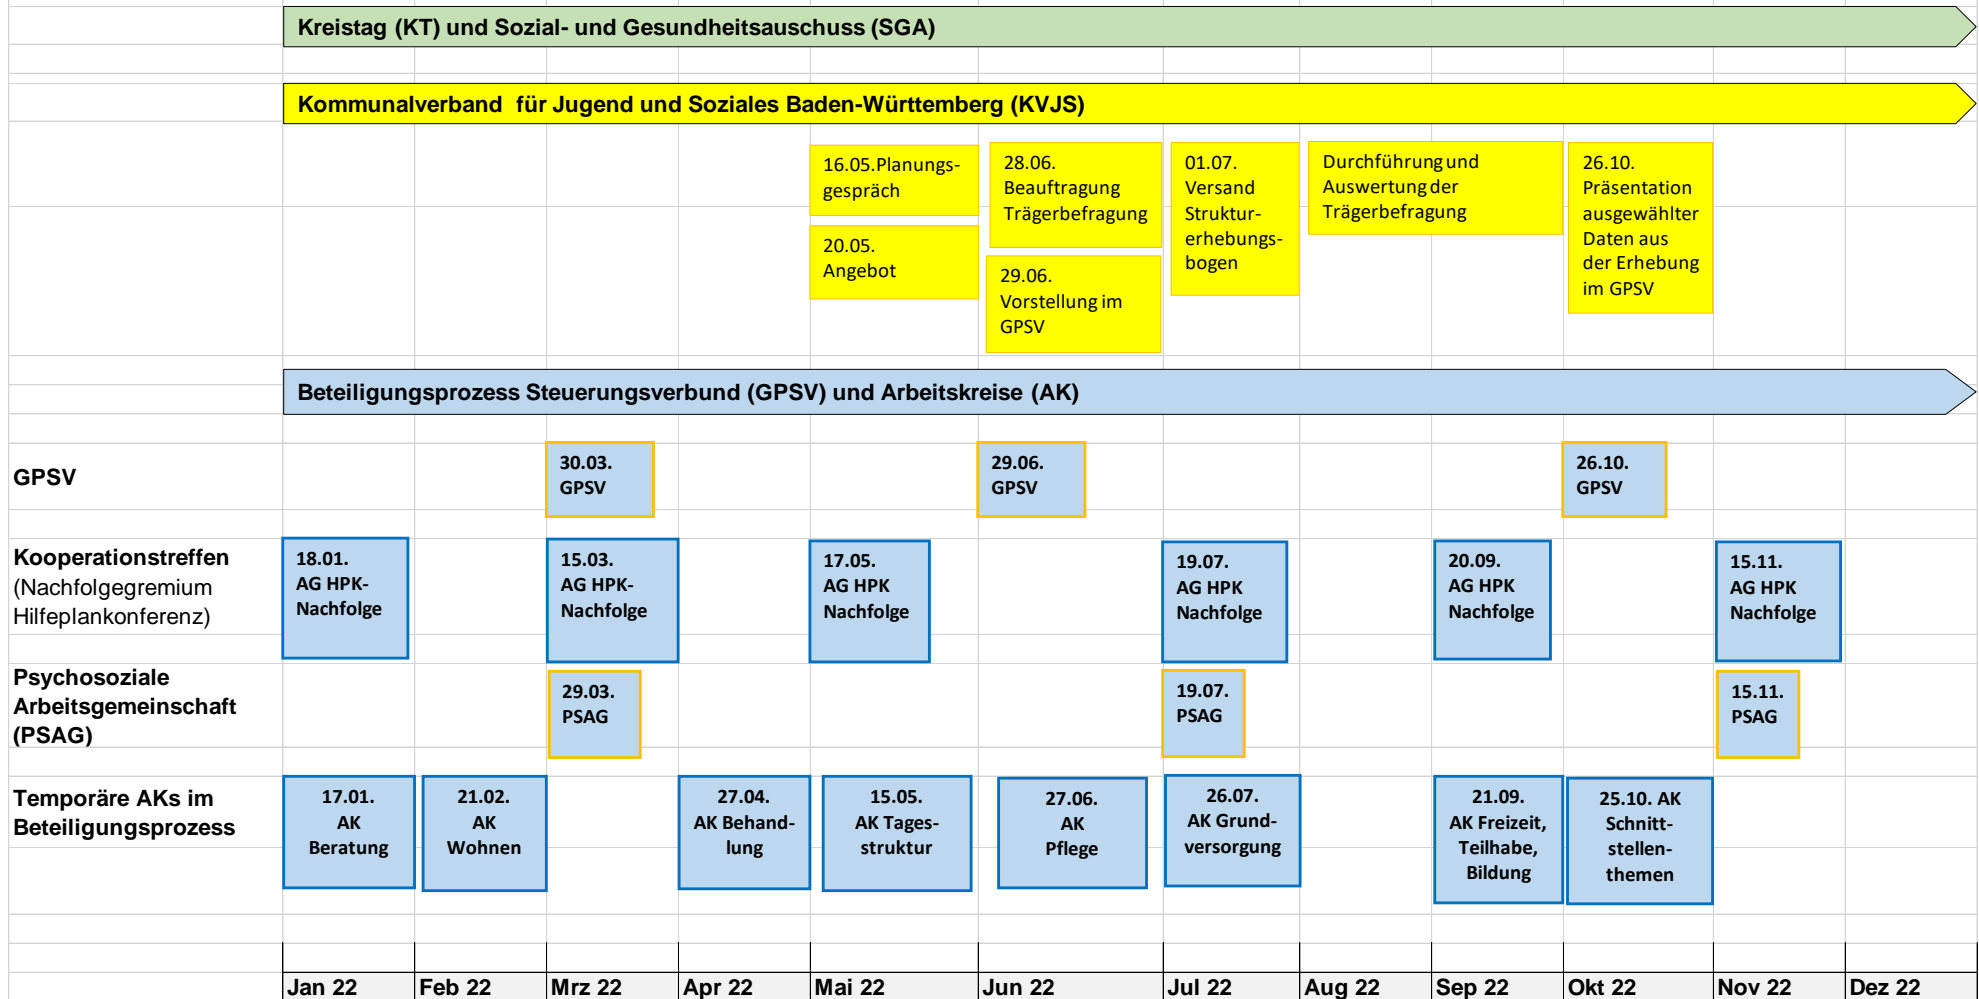 Kreistag (KT) und Sozial- und Gesundheitsauschuss (SGA)
Kommunalverband  für Jugend und Soziales Baden-Württemberg (KVJS)
16.05.Planungs-
gespräch
20.05.
Angebot
28.06.
Beauftragung
Trägerbefragung
29.06.
Vorstellung im
GPSV
01.07.
Versand
Struktur-
erhebungs-
bogen
Durchführung und
Auswertung der
Trägerbefragung
26.10.
Präsentation
ausgewählter
Daten aus
der Erhebung
im GPSV
Beteiligungsprozess Steuerungsverbund (GPSV) und Arbeitskreise (AK)
GPSV
30.03.
GPSV
29.06.
GPSV
26.10.
GPSV
Kooperationstreffen
(Nachfolgegremium
Hilfeplankonferenz)
18.01.
AG HPK-
Nachfolge
15.03.
AG HPK-
Nachfolge
17.05.
AG HPK
Nachfolge
19.07.
AG HPK
Nachfolge
20.09.
AG HPK
Nachfolge
15.11.
AG HPK
Nachfolge
Psychosoziale
Arbeitsgemeinschaft
(PSAG)
29.03.
PSAG
19.07.
PSAG
15.11.
PSAG
Temporäre AKs im
Beteiligungsprozess
17.01.
AK
Beratung
21.02.
AK
Wohnen
27.04.
AK Behand-
lung
15.05.
AK Tages-
struktur
27.06.
AK
Pflege
26.07.
AK Grund-
versorgung
21.09.
AK Freizeit,
Teilhabe,
Bildung
25.10. AK
Schnitt-
stellen-
themen
Jan 22
Feb 22
Mrz 22
Apr 22
Mai 22
Jun 22
Jul 22
Aug 22
Sep 22
Okt 22
Nov 22
Dez 22